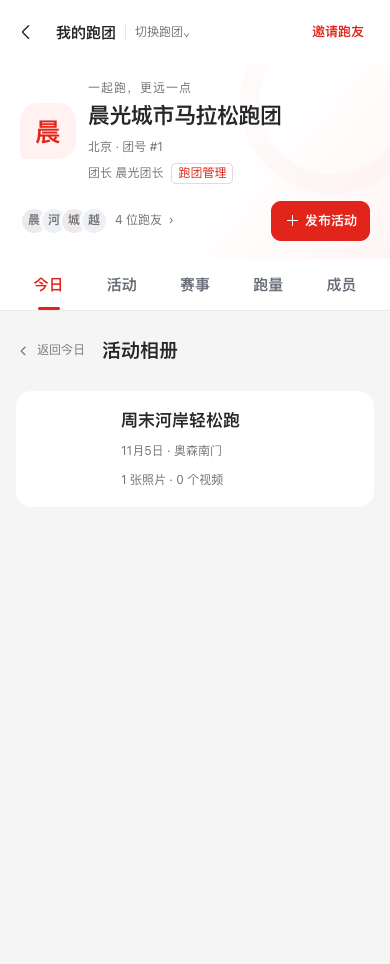 我的跑团
切换跑团
邀请跑友
一起跑，更远一点
晨
晨光城市马拉松跑团
北京 · 团号 #1
团长 晨光团长
跑团管理
晨 河 城 越
4 位跑友 ›
发布活动
今日 活动 赛事 跑量 成员
返回今日
活动相册
周末河岸轻松跑
11月5日 · 奥森南门
1 张照片 · 0 个视频